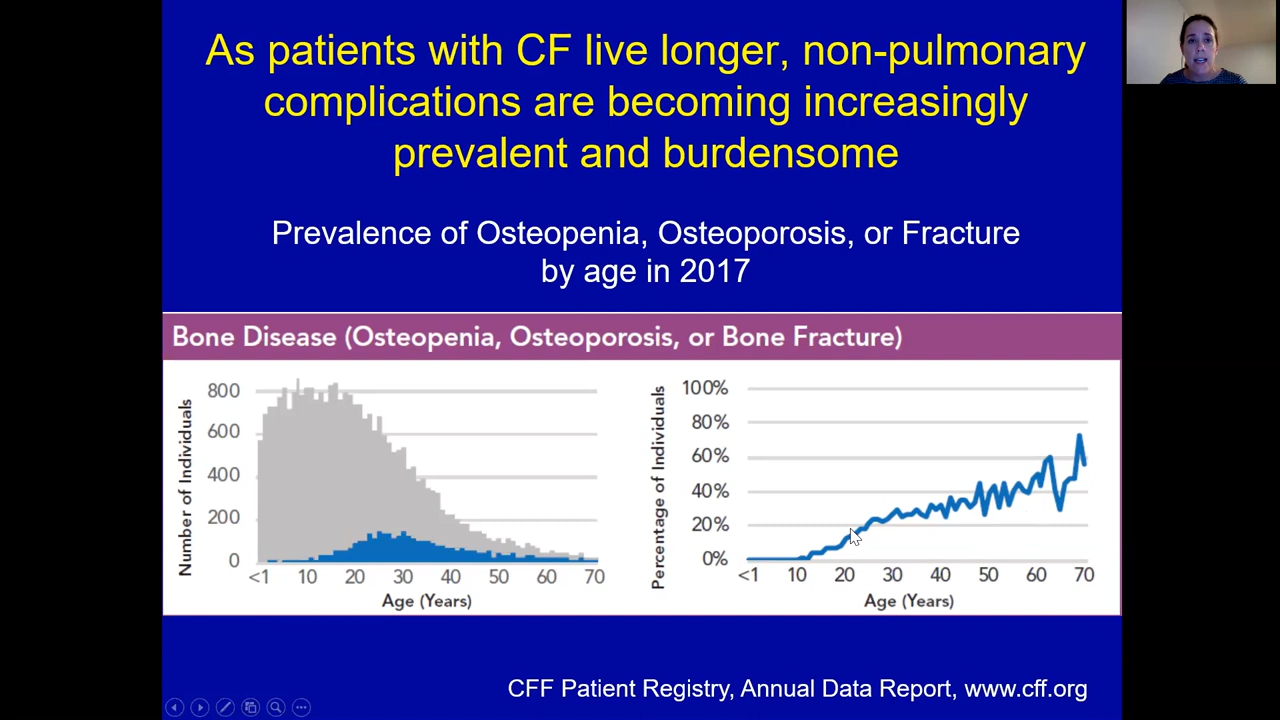 As patients with CF live longer, non-pulmonary
complications are becoming increasingly
prevalent and burdensome
Prevalence of Osteopenia, Osteoporosis, or Fracture
by age in 2017
Bone Disease (Osteopenia, Osteoporosis, or Bone Fracture)
Number of Individuals
800
600
400
200
0
<1 10 20 30 40 50 60 70
Age (Years)
Percentage of Individuals
100%
80%
60%
40%
20%
0%
<1 10 20 30 40 50 60 70
Age (Years)
CFF Patient Registry, Annual Data Report, www.cff.org